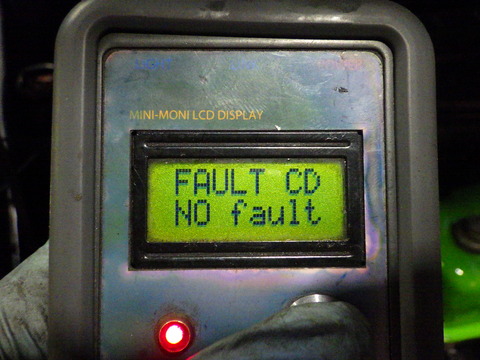 MINI-MONI LCD DISPLAY
FAULT CD
NO fault